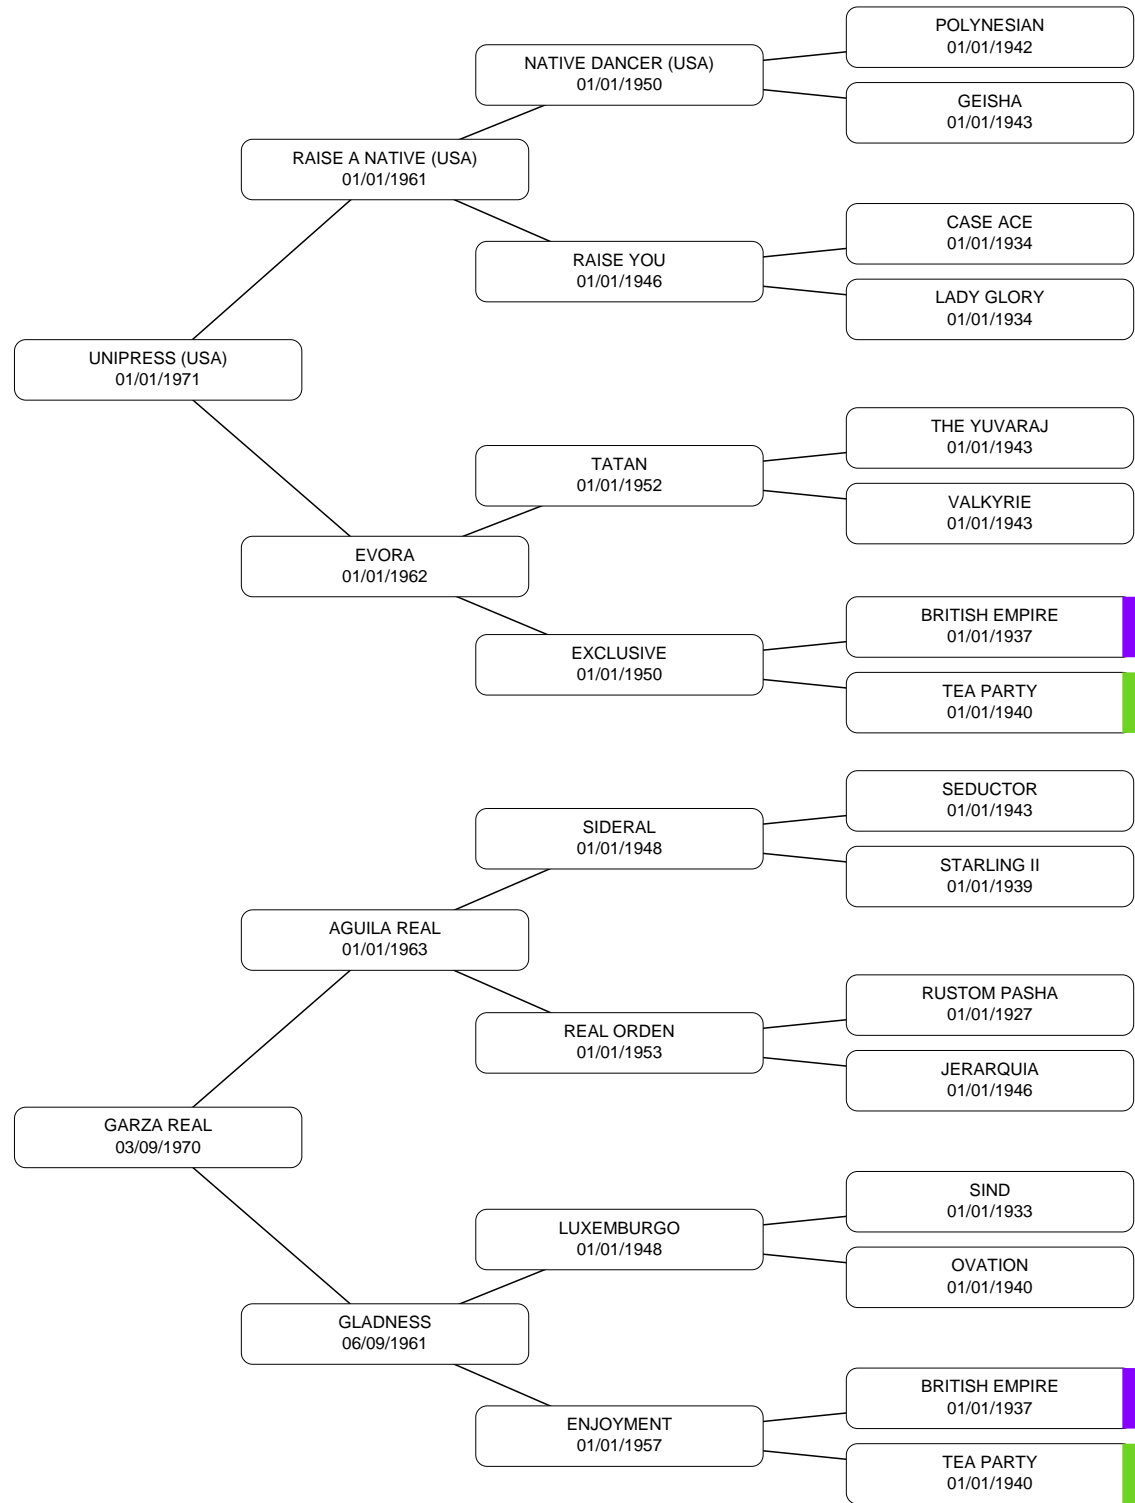 POLYNESIAN
01/01/1942
NATIVE DANCER (USA)
01/01/1950
GEISHA
01/01/1943
RAISE A NATIVE (USA)
01/01/1961
CASE ACE
01/01/1934
RAISE YOU
01/01/1946
LADY GLORY
01/01/1934
UNIPRESS (USA)
01/01/1971
THE YUVARAJ
01/01/1943
TATAN
01/01/1952
VALKYRIE
01/01/1943
EVORA
01/01/1962
BRITISH EMPIRE
01/01/1937
EXCLUSIVE
01/01/1950
TEA PARTY
01/01/1940
SEDUCTOR
01/01/1943
SIDERAL
01/01/1948
STARLING II
01/01/1939
AGUILA REAL
01/01/1963
RUSTOM PASHA
01/01/1927
REAL ORDEN
01/01/1953
JERARQUIA
01/01/1946
GARZA REAL
03/09/1970
SIND
01/01/1933
LUXEMBURGO
01/01/1948
OVATION
01/01/1940
GLADNESS
06/09/1961
BRITISH EMPIRE
01/01/1937
ENJOYMENT
01/01/1957
TEA PARTY
01/01/1940